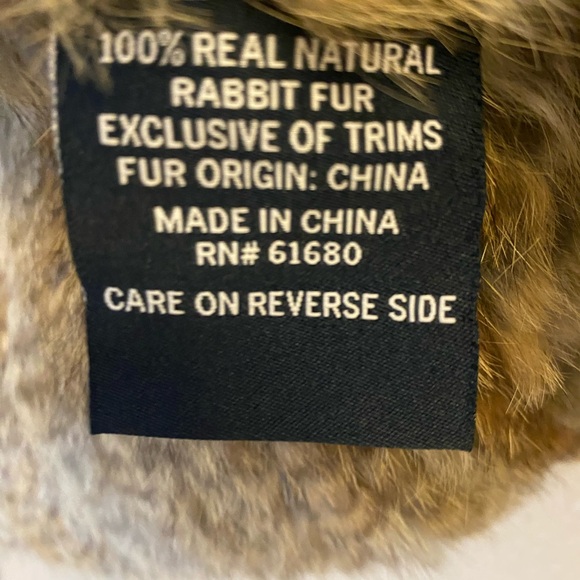 100% REAL NATURAL
RABBIT FUR
EXCLUSIVE OF TRIMS
FUR ORIGIN: CHINA
MADE IN CHINA
RN# 61680
CARE ON REVERSE SIDE